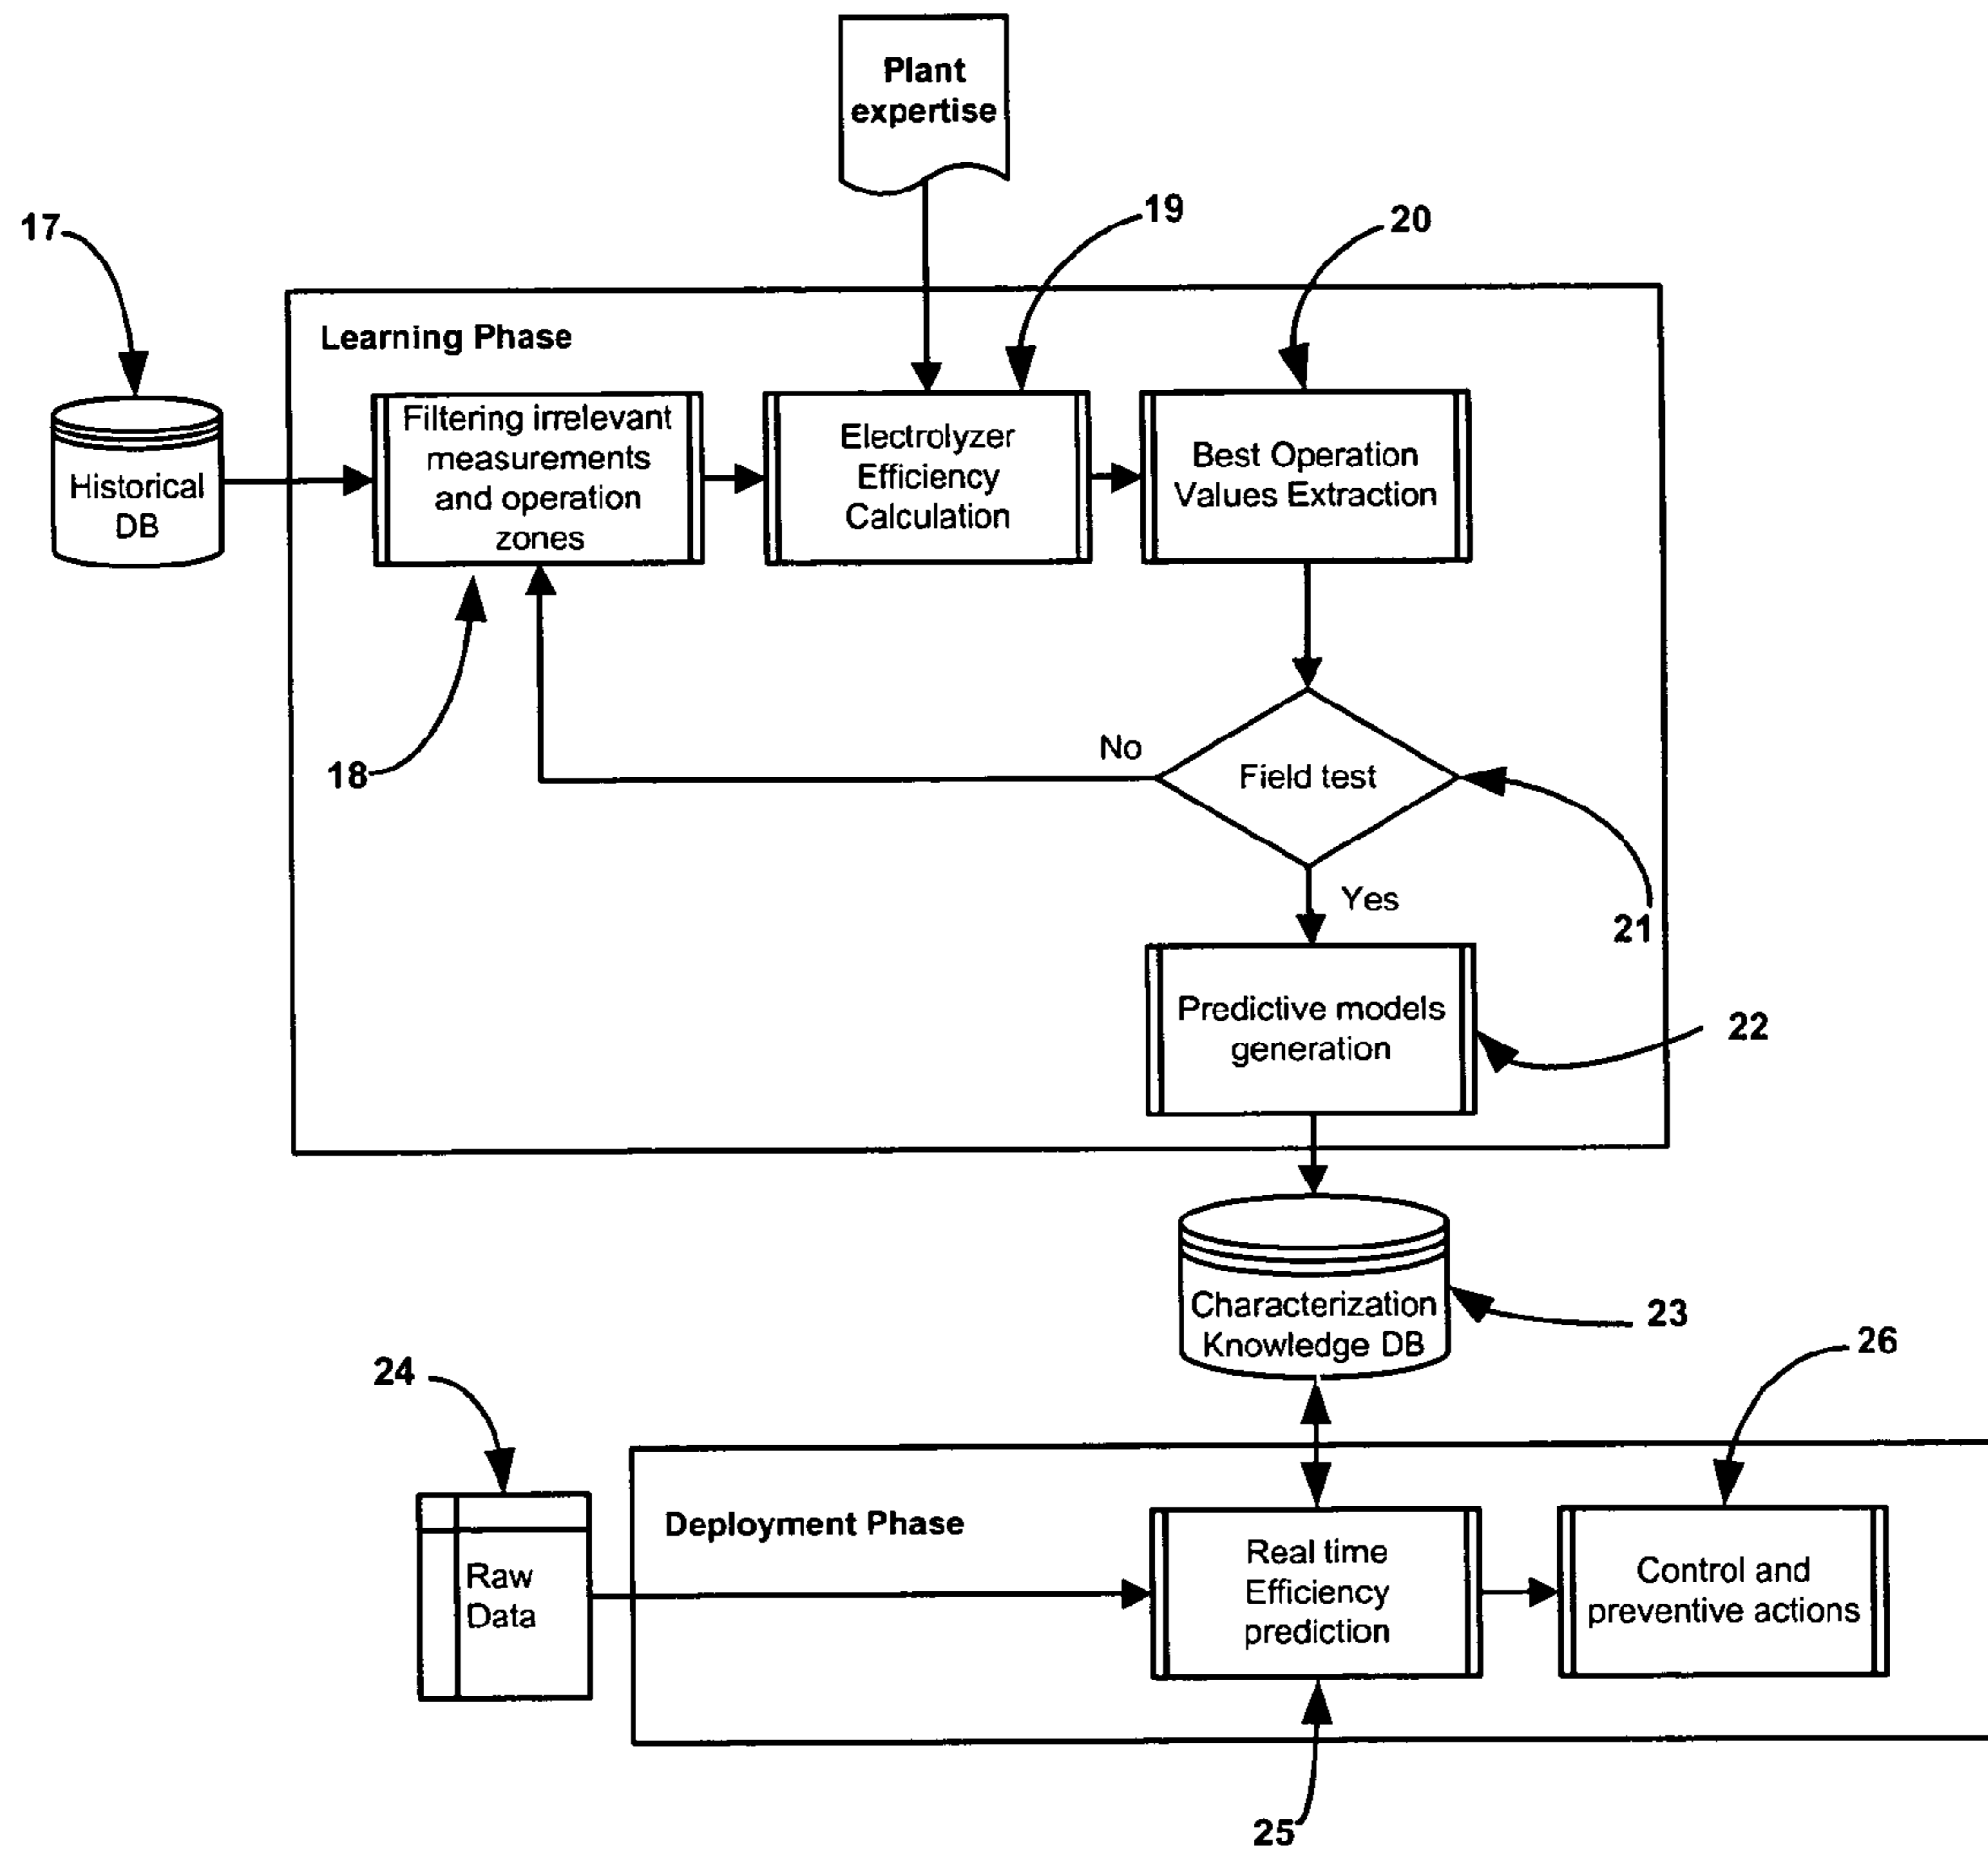 Plant
expertise
17
19
20
Learning Phase
Historical
DB
Filtering irrelevant
measurements
and operation
zones
Electrolyzer
Efficiency
Calculation
Best Operation
Values Extraction
18
No
Field test
Yes
21
Predictive models
generation
22
Characterization
Knowledge DB
23
24
26
Raw
Data
Deployment Phase
Real time
Efficiency
prediction
Control and
preventive actions
25